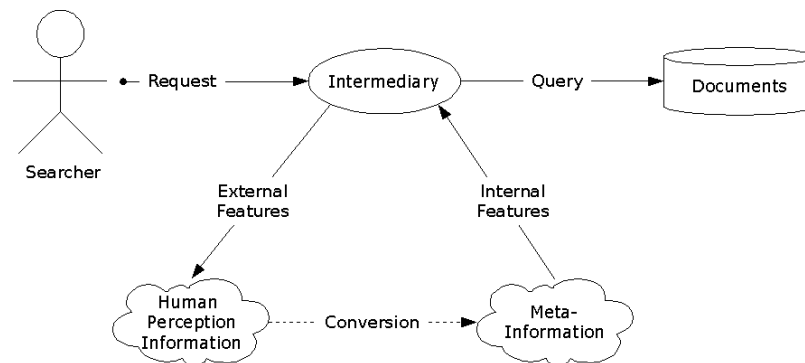 Request
Intermediary
Query
Documents
Searcher
External
Features
Internal
Features
Human
Perception
Information
Conversion
Meta-
Information